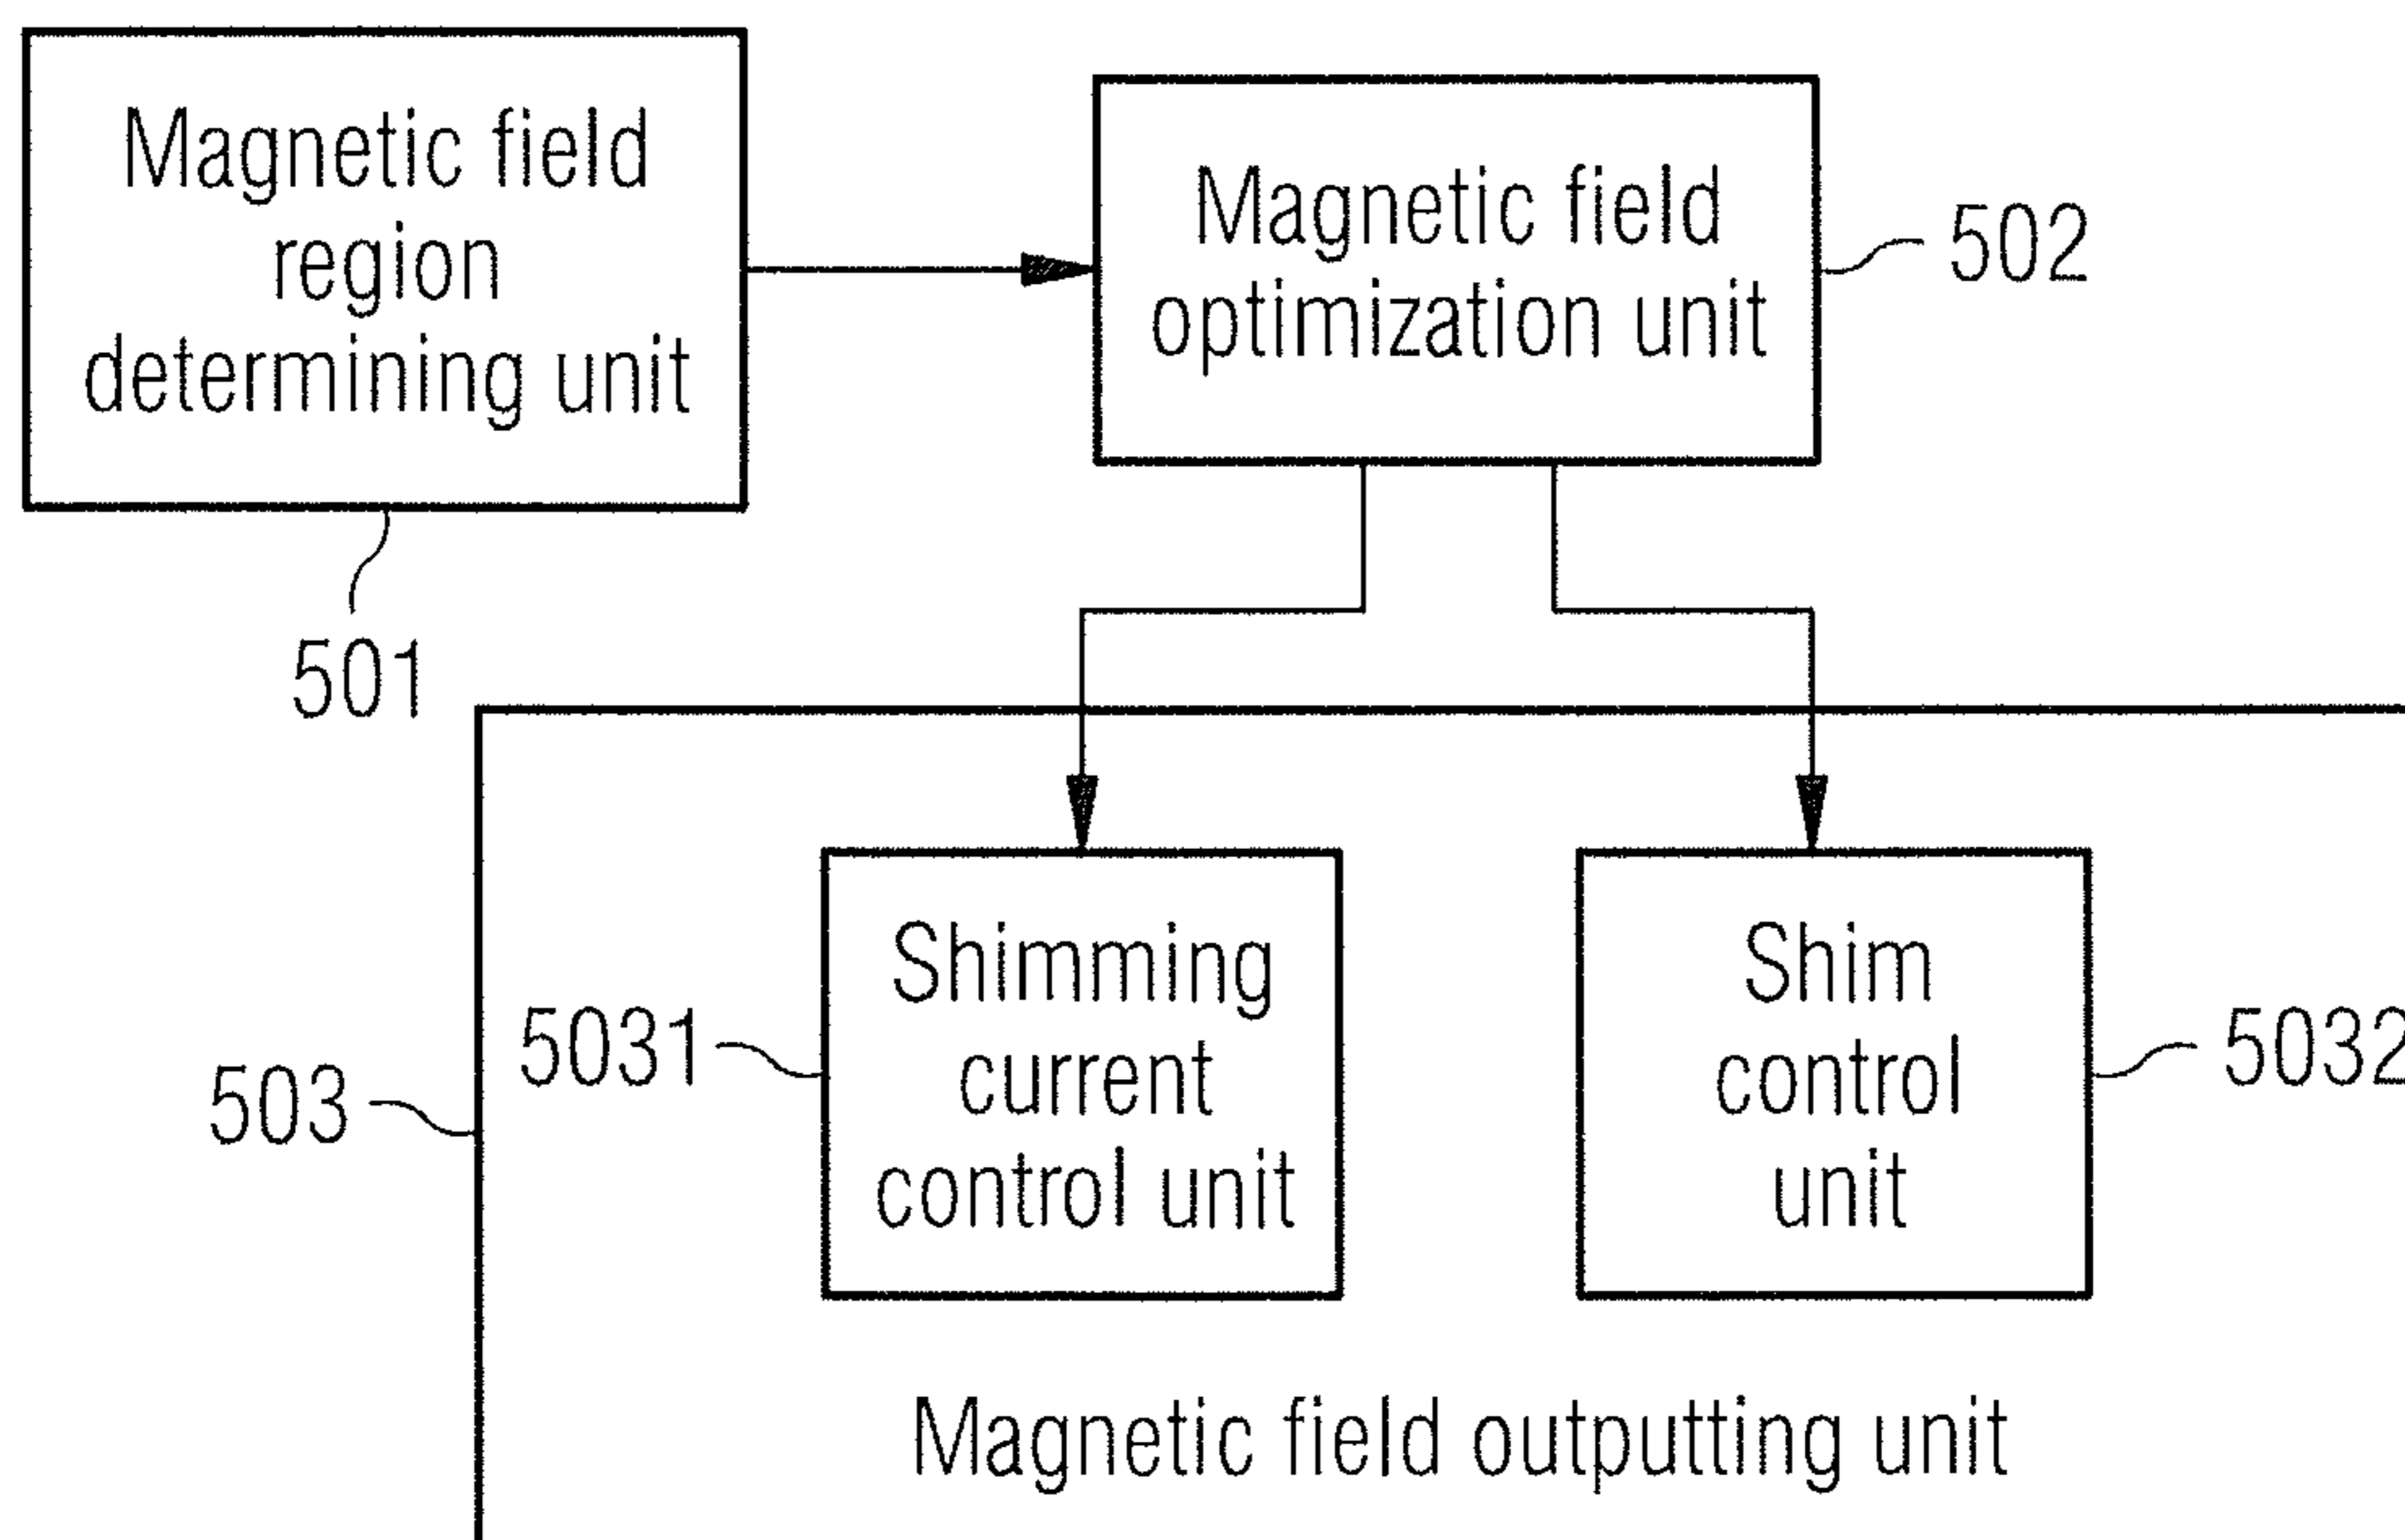 Magnetic field
region
determining unit
501
Magnetic field
optimization unit
502
503
5031
Shimming
current
control unit
Shim
control
unit
5032
Magnetic field outputting unit